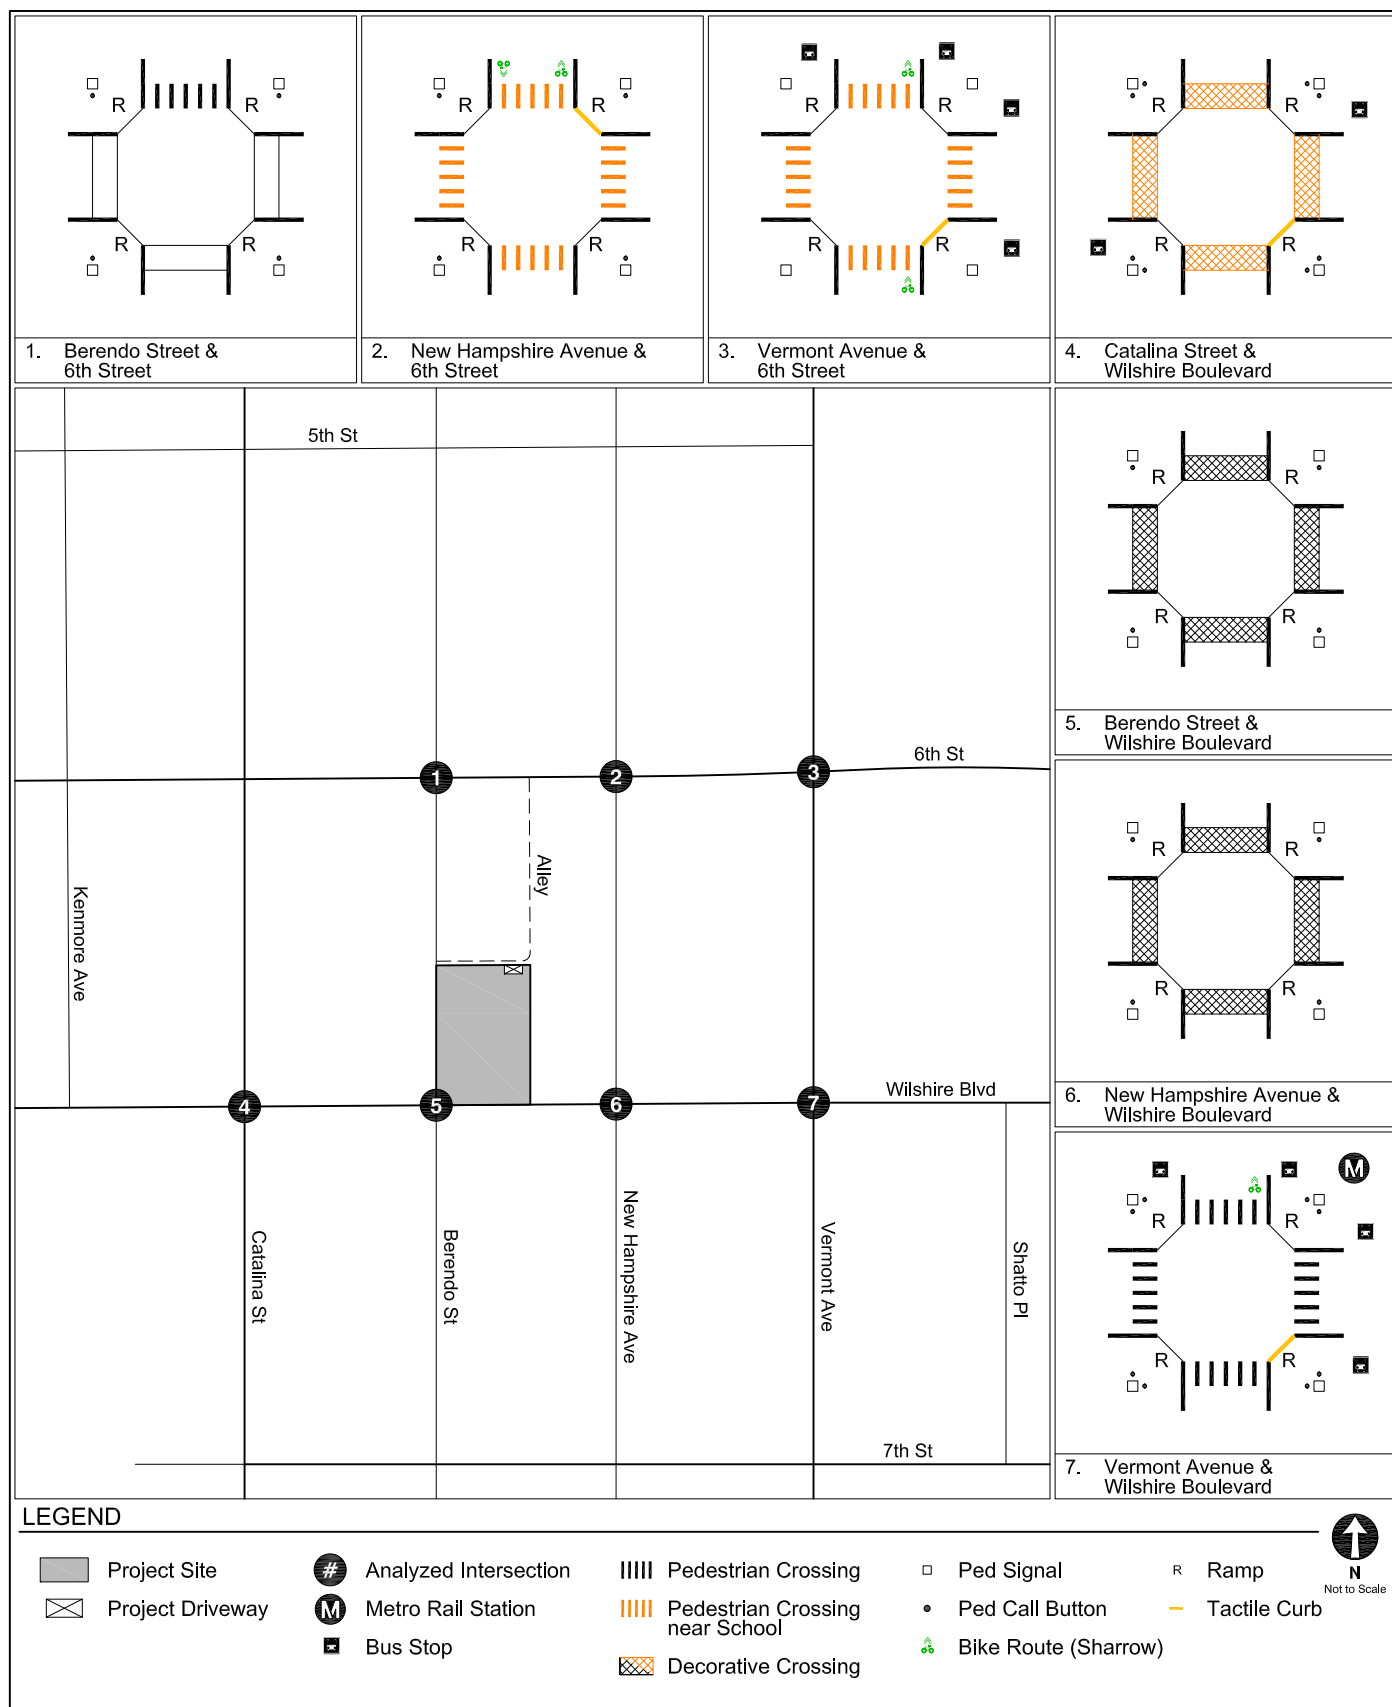 R R
R R
1. Berendo Street &
6th Street
R R
R R
2. New Hampshire Avenue &
6th Street
R R
R R
3. Vermont Avenue &
6th Street
R R
R R
4. Catalina Street &
Wilshire Boulevard
R R
R R
5. Berendo Street &
Wilshire Boulevard
R R
R R
6. New Hampshire Avenue &
Wilshire Boulevard
M
R R
R R
7. Vermont Avenue &
Wilshire Boulevard
5th St
6th St
1
2
3
Alley
Kenmore Ave
Wilshire Blvd
4
5
6
7
Catalina St
Berendo St
New Hampshire Ave
Vermont Ave
Shatto Pl
7th St
LEGEND
Project Site
Project Driveway
# Analyzed Intersection
M Metro Rail Station
Bus Stop
Pedestrian Crossing
Pedestrian Crossing
near School
Decorative Crossing
Ped Signal
Ped Call Button
Bike Route (Sharrow)
R Ramp
Tactile Curb
N
Not to Scale